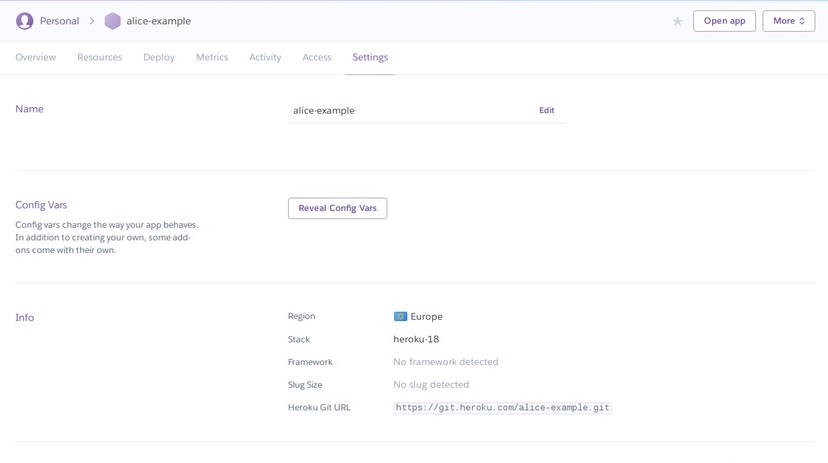 Personal alice-example Open app More
Overview Resources Deploy Metrics Activity Access Settings
Name alice-example Edit
Config Vars Reveal Config Vars
Config vars change the way your app behaves.
In addition to creating your own, some add-
ons come with their own.
Info
Region Europe
Stack heroku-18
Framework No framework detected
Slug Size No slug detected
Heroku Git URL https://git.heroku.com/alice-example.git